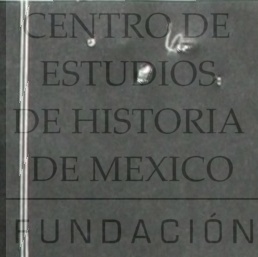 CENTRO DE
ESTUDIOS
DE HISTORIA
DE MEXICO
FUNDACIÓN